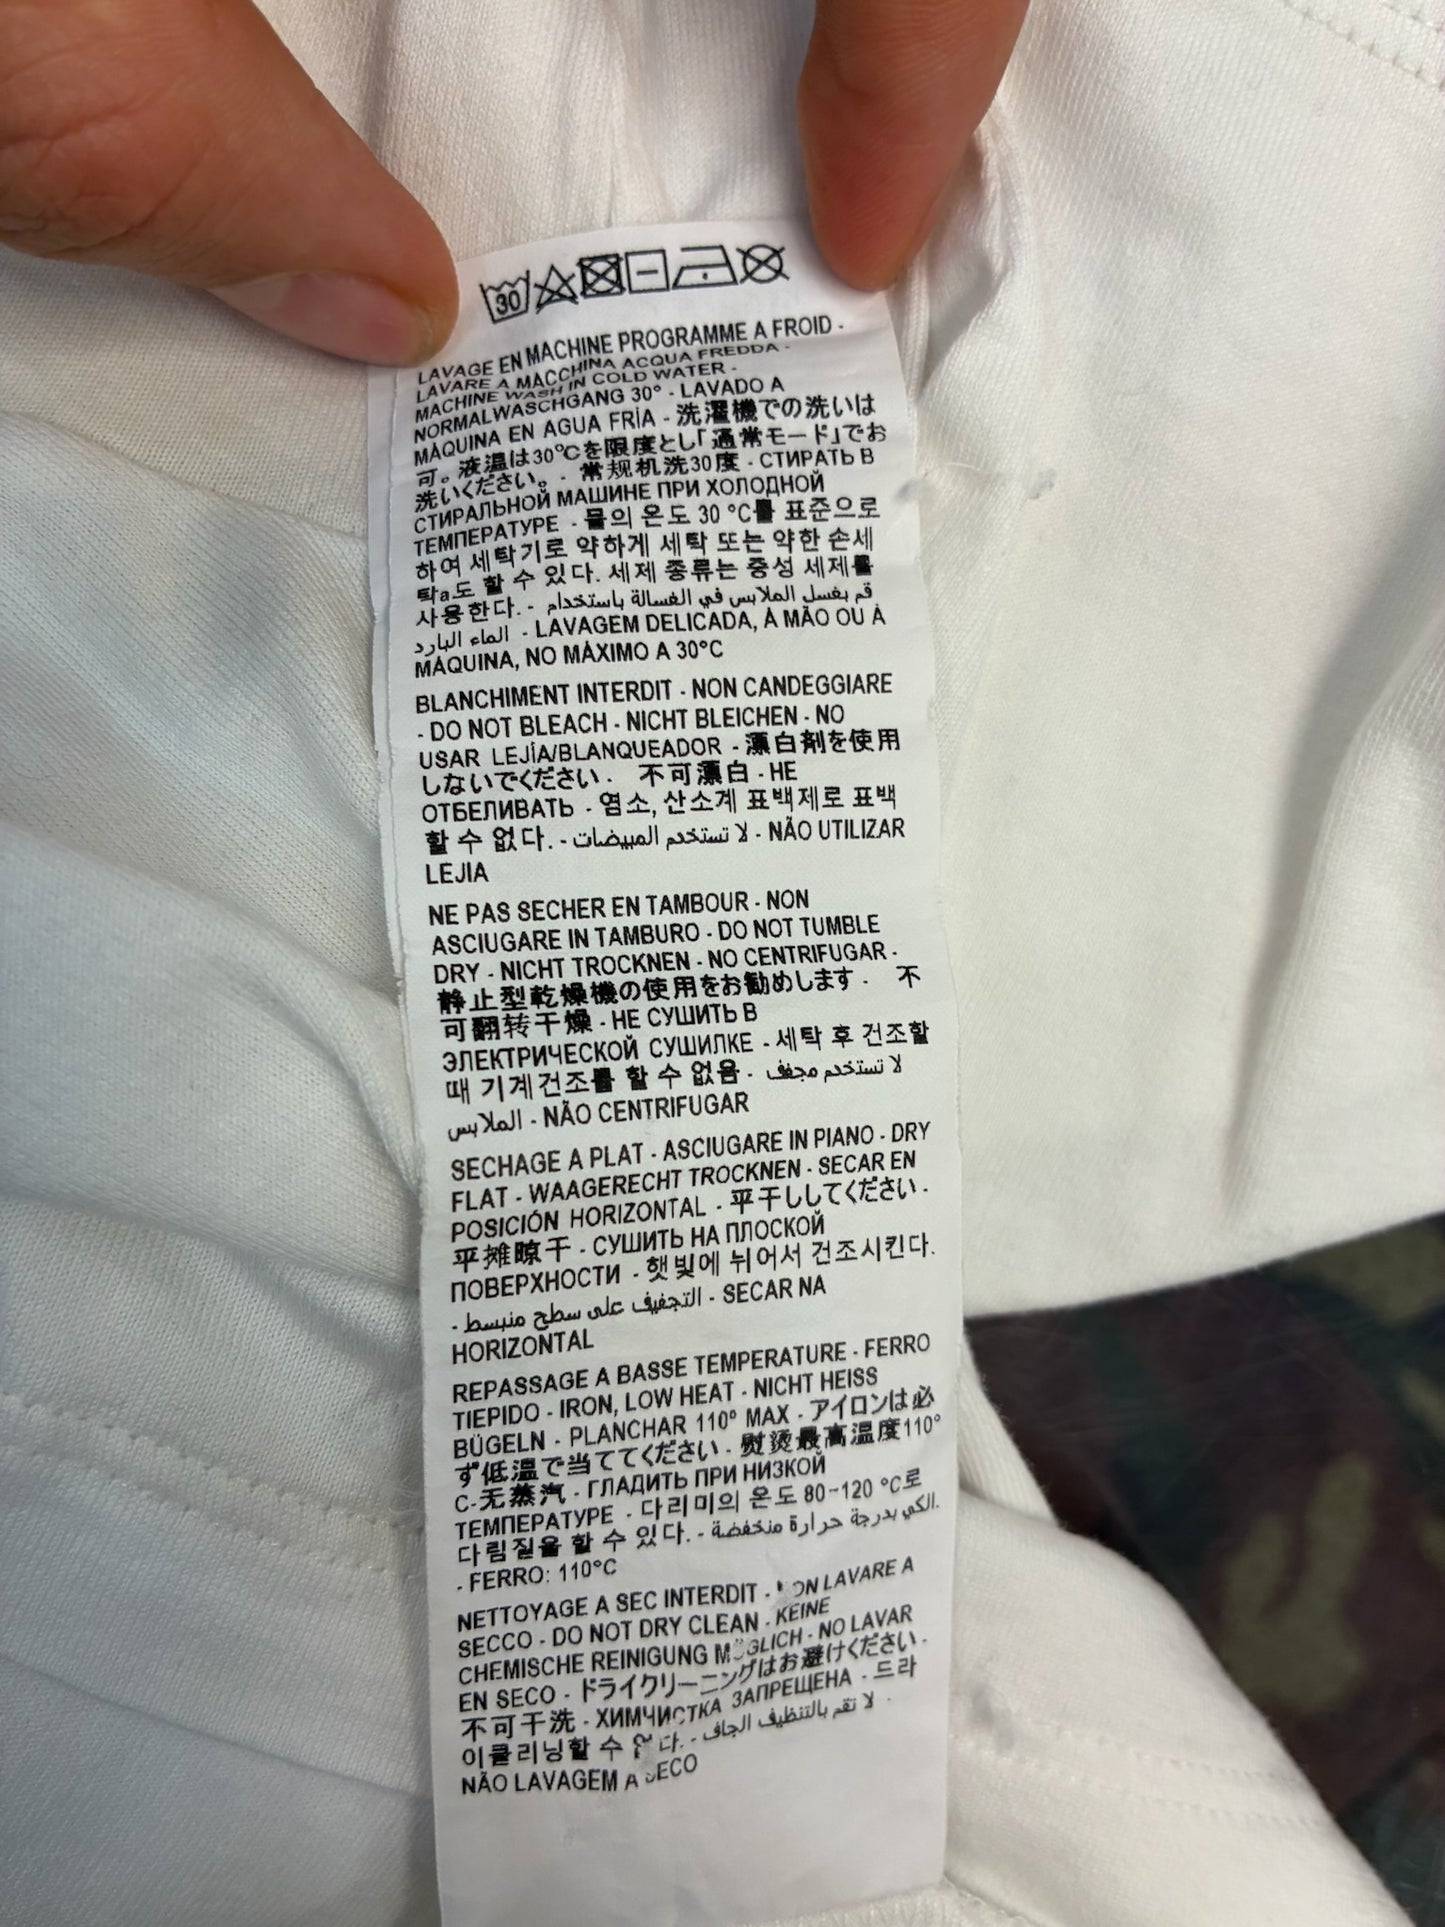 30
LAVAGE EN MACHINE PROGRAMME A FROID -
LAVARE A MACCHINA ACQUA FREDDA -
MACHINE WASH IN COLD WATER -
NORMALWASCHGANG 30° - LAVADO A
MÁQUINA EN AGUA FRÍA - 洗濯機での洗いは
可。液温は30℃を限度とし「通常モード」でお
洗いください。 - 常规机洗30度 - СТИРАТЬ В
СТИРАЛЬНОЙ МАШИНЕ ПРИ ХОЛОДНОЙ
ТЕМПЕРАТУРЕ - 물의 온도 30 °C를 표준으로
하여 세탁기로 약하게 세탁 또는 약한 손세
탁a도 할 수 있다. 세제 종류는 중성 세제를
사용한다. - قم بغسل الملابس في الغسالة باستخدام
الماء البارد - LAVAGEM DELICADA, À MÃO OU À
MÁQUINA, NO MÁXIMO A 30°C
BLANCHIMENT INTERDIT - NON CANDEGGIARE
- DO NOT BLEACH - NICHT BLEICHEN - NO
USAR LEJÍA/BLANQUEADOR - 漂白剤を使用
しないでください. 不可漂白 - НЕ
ОТБЕЛИВАТЬ - 염소, 산소계 표백제로 표백
할 수 없다. - لا تستخدم المبيضات - NÃO UTILIZAR
LEJIA
NE PAS SECHER EN TAMBOUR - NON
ASCIUGARE IN TAMBURO - DO NOT TUMBLE
DRY - NICHT TROCKNEN - NO CENTRIFUGAR -
静止型乾燥機の使用をお勧めします - 不
可翻转干燥 - НЕ СУШИТЬ В
ЭЛЕКТРИЧЕСКОЙ СУШИЛКЕ - 세탁 후 건조할
때 기계건조를 할 수 없음 - لا تستخدم مجفف
الملابس - NÃO CENTRIFUGAR
SECHAGE A PLAT - ASCIUGARE IN PIANO - DRY
FLAT - WAAGERECHT TROCKNEN - SECAR EN
POSICIÓN HORIZONTAL - 平干ししてください -
平摊晾干 - СУШИТЬ НА ПЛОСКОЙ
ПОВЕРХНОСТИ - 햇빛에 뉘어서 건조시킨다.
- التجفيف على سطح منبسط - SECAR NA
HORIZONTAL
REPASSAGE A BASSE TEMPERATURE - FERRO
TIEPIDO - IRON, LOW HEAT - NICHT HEISS
BÜGELN - PLANCHAR 110° MAX - アイロンは必
ず低温で当ててください - 熨烫最高温度110°
C-无蒸汽 - ГЛАДИТЬ ПРИ НИЗКОЙ
ТЕМПЕРАТУРЕ - 다리미의 온도 80~120 °C로
다림질을 할 수 있다. - الكي بدرجة حرارة منخفضة.
- FERRO: 110°C
NETTOYAGE A SEC INTERDIT - NON LAVARE A
SECCO - DO NOT DRY CLEAN - KEINE
CHEMISCHE REINIGUNG MÖGLICH - NO LAVAR
EN SECO - ドライクリーニングはお避けください -
不可干洗 - ХИМЧИСТКА ЗАПРЕЩЕНА - 드라
이클리닝할 수 없다. - لا تقم بالتنظيف الجاف -
NÃO LAVAGEM A SECO